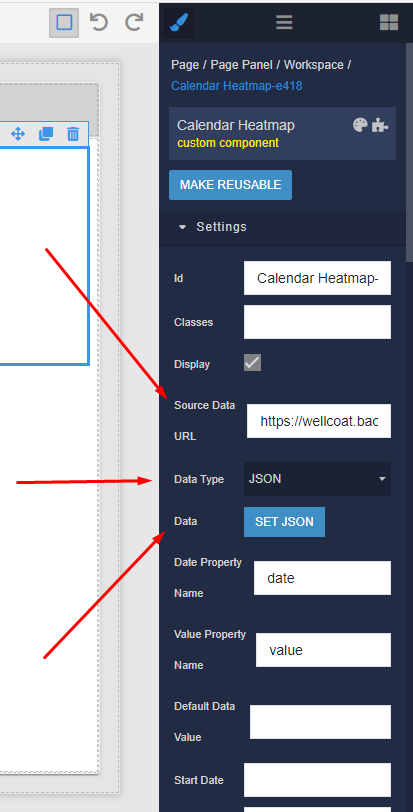 Page / Page Panel / Workspace /
Calendar Heatmap-e418
Calendar Heatmap
custom component
MAKE REUSABLE
Settings
Id
Calendar Heatmap-
Classes
Display
Source Data
URL
https://wellcoat.bac
Data Type
JSON
Data
SET JSON
Date Property
Name
date
Value Property
Name
value
Default Data
Value
Start Date